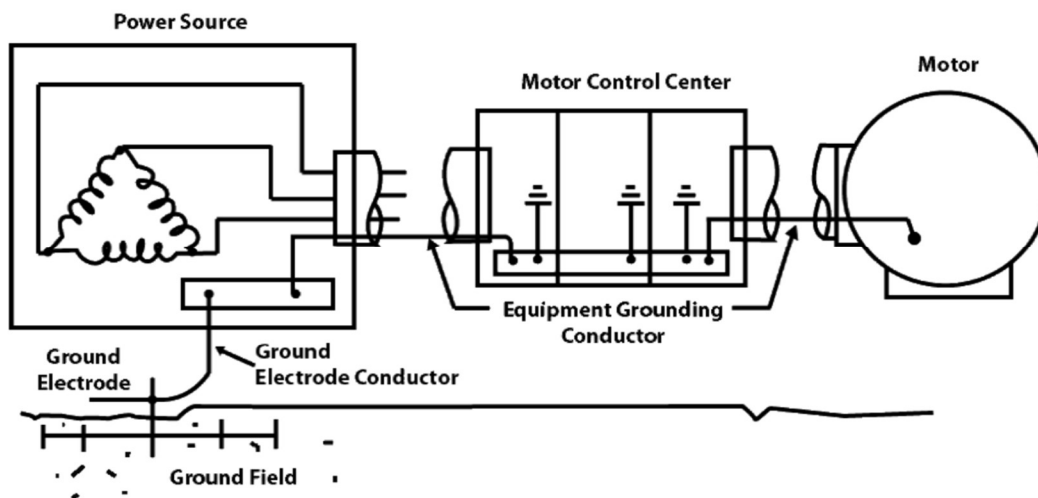 Power Source
Motor Control Center
Motor
Equipment Grounding
Conductor
Ground
Electrode
Ground
Electrode Conductor
Ground Field